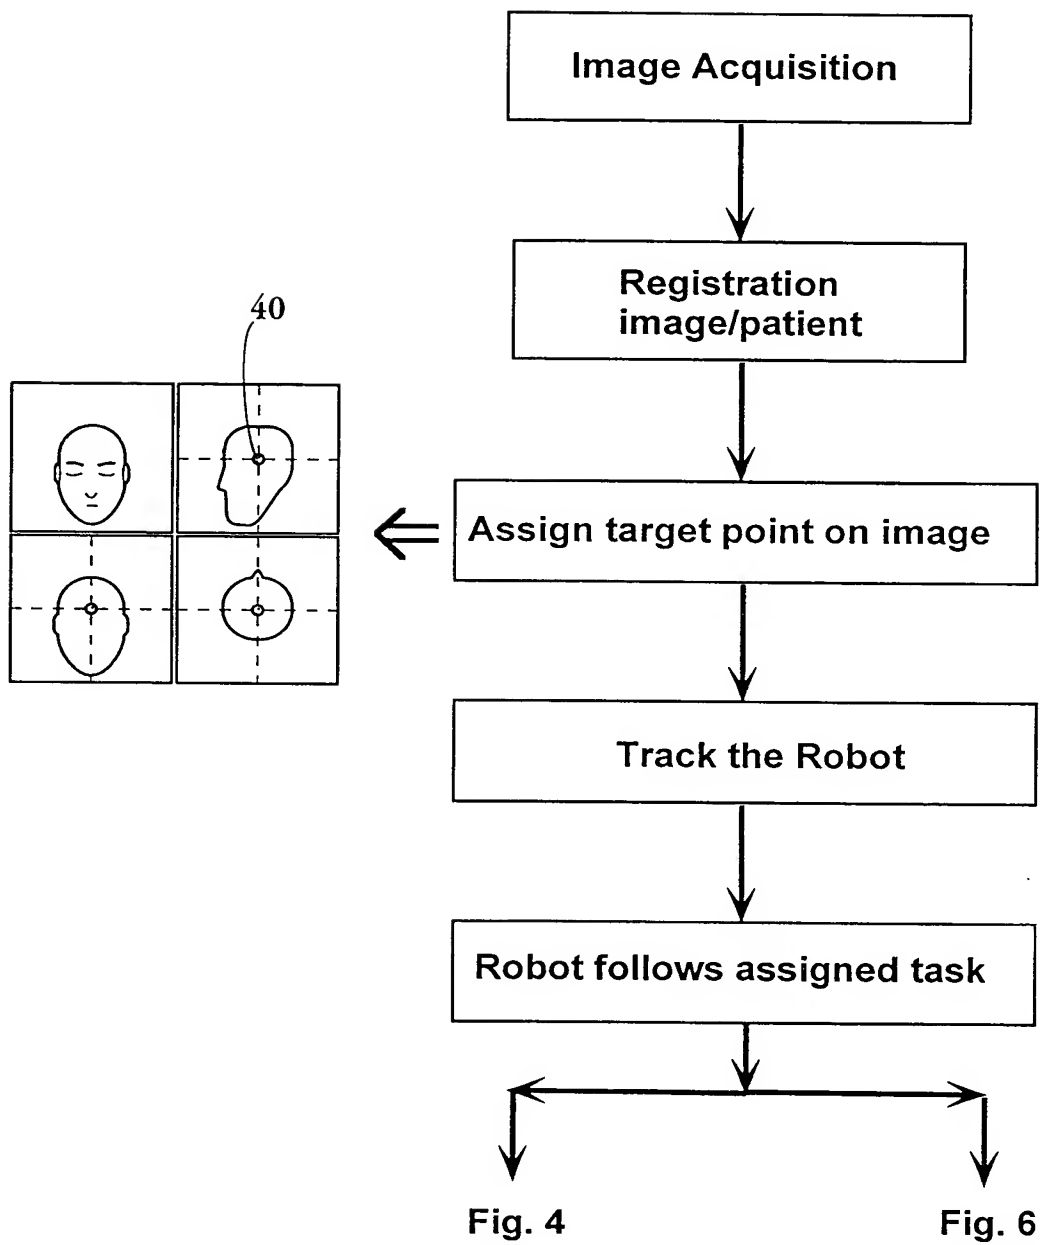 Image Acquisition
Registration
image/patient
40
Assign target point on image
Track the Robot
Robot follows assigned task
Fig. 4
Fig. 6